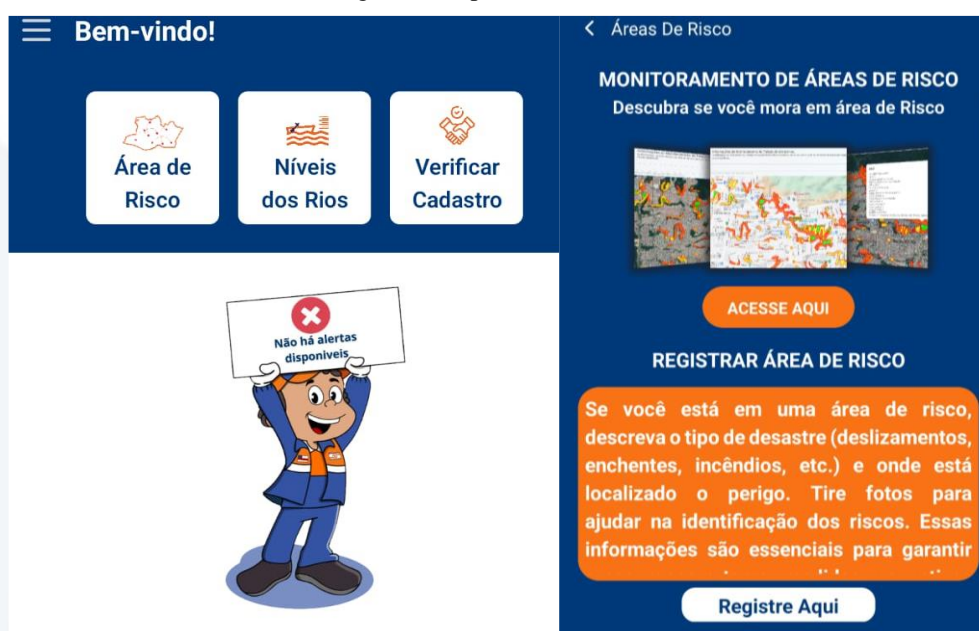 Bem-vindo!
Área de
Risco
Níveis
dos Rios
Verificar
Cadastro
Não há alertas
disponiveis
Áreas De Risco
MONITORAMENTO DE ÁREAS DE RISCO
Descubra se você mora em área de Risco
ACESSE AQUI
REGISTRAR ÁREA DE RISCO
Se você está em uma área de risco,
descreva o tipo de desastre (deslizamentos,
enchentes, incêndios, etc.) e onde está
localizado o perigo. Tire fotos para
ajudar na identificação dos riscos. Essas
informações são essenciais para garantir
Registre Aqui